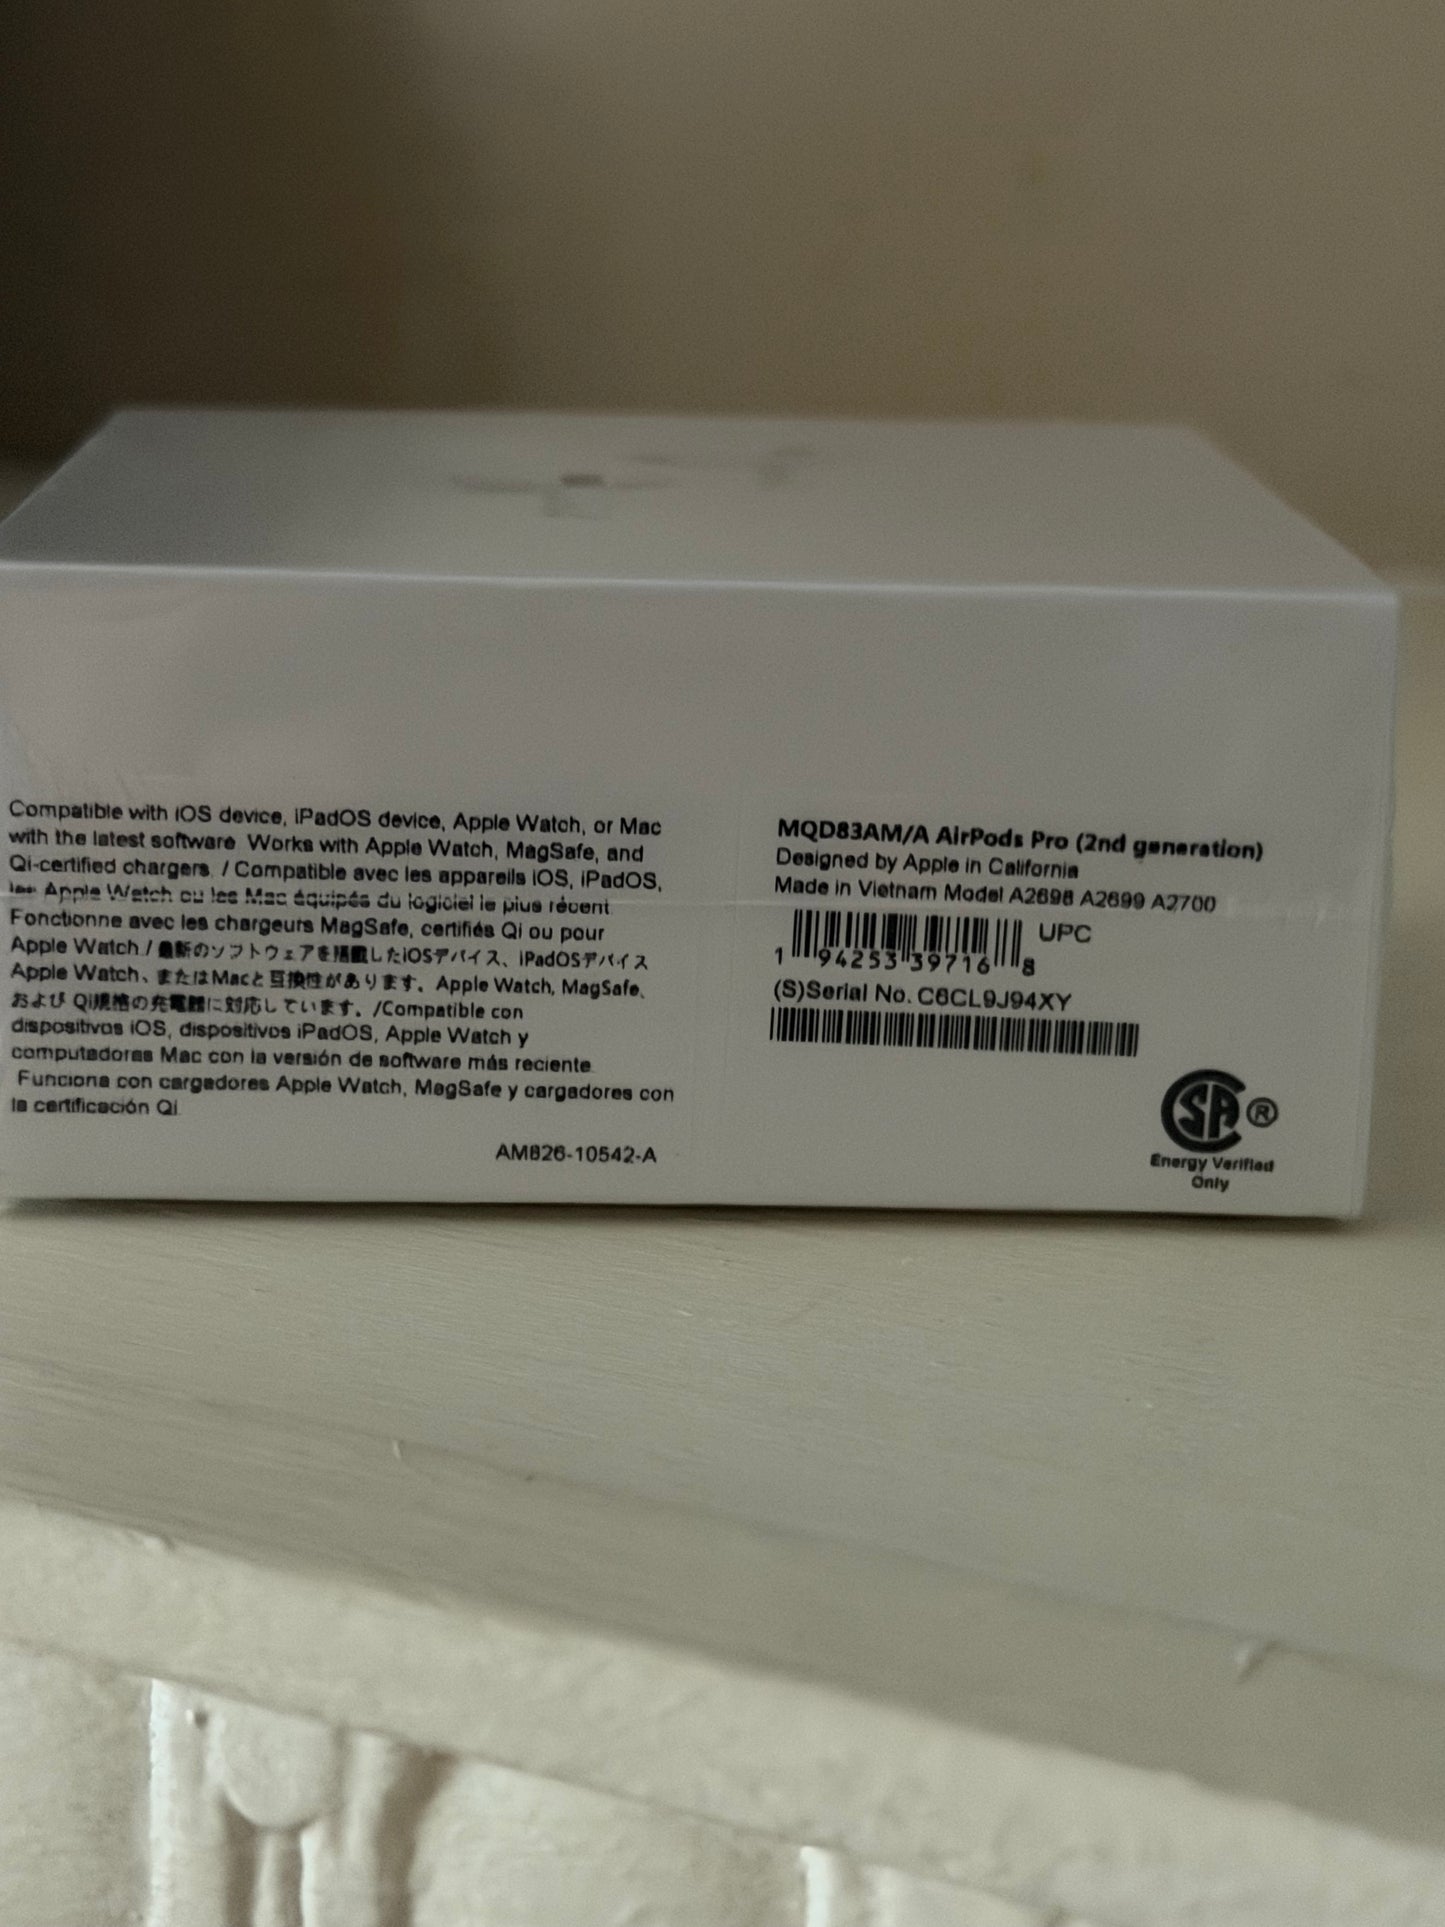 Compatible with iOS device, iPadOS device, Apple Watch, or Mac
with the latest software Works with Apple Watch, MagSafe, and
Qi-certified chargers. / Compatible avec les appareils iOS, iPadOS,
les Apple Watch ou les Mac équipés du logiciel le plus récent
Fonctionne avec les chargeurs MagSafe, certifiés Qi ou pour
Apple Watch / 最新のソフトウェアを搭載したiOSデバイス、iPadOSデバイス
Apple Watch、またはMacと互換性があります。Apple Watch, MagSafe、
および Qi規格の充電器に対応しています。/Compatible con
dispositivos iOS, dispositivos iPadOS, Apple Watch y
computadoras Mac con la versión de software más reciente
Funciona con cargadores Apple Watch, MagSafe y cargadores con
la certificación Qi
AM826-10542-A
MQD83AM/A AirPods Pro (2nd generation)
Designed by Apple in California
Made in Vietnam Model A2698 A2699 A2700
UPC
1 94253 39716 8
(S)Serial No. C6CL9J94XY
SA ®
Energy Verified
Only